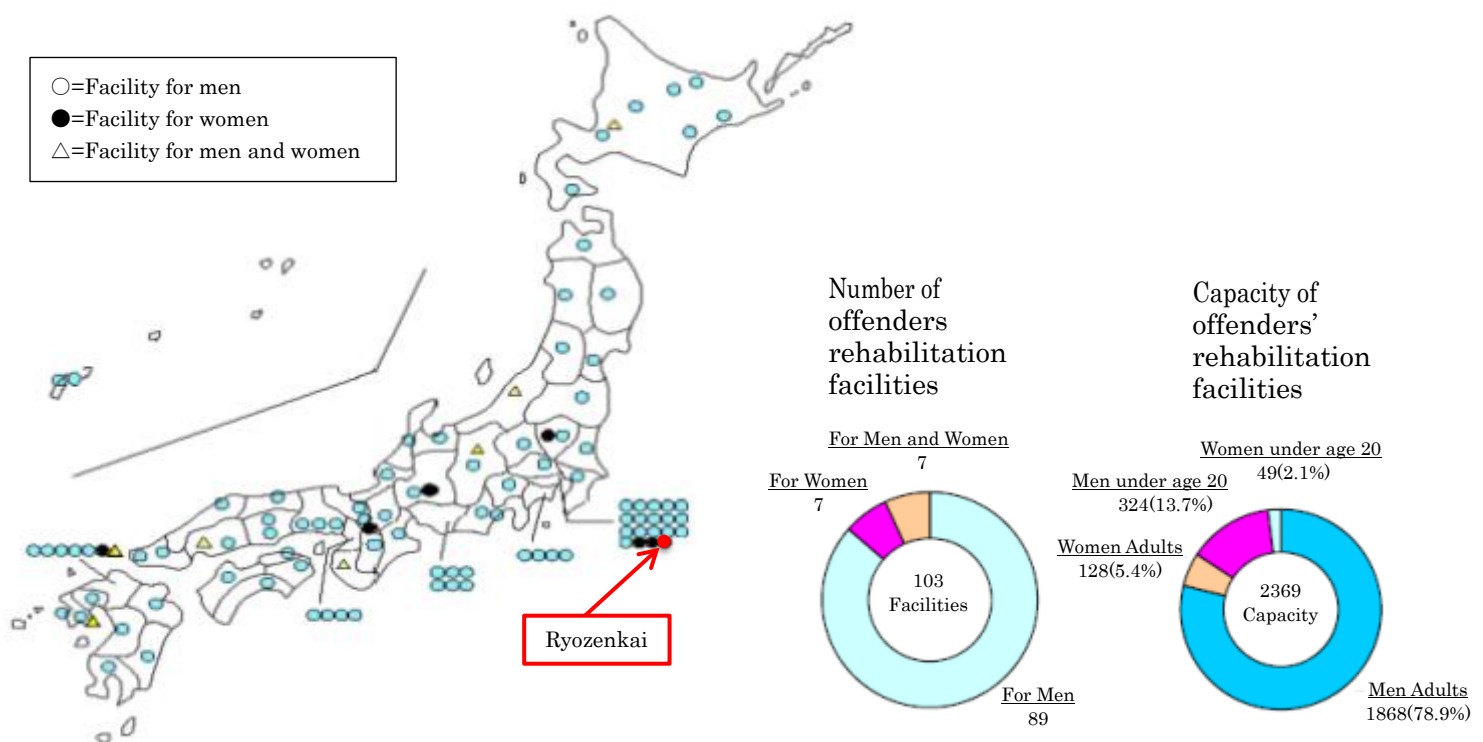 ○=Facility for men
●=Facility for women
△=Facility for men and women
Ryozenkai
Number of
offenders
rehabilitation
facilities
For Men and Women
7
For Women
7
103
Facilities
For Men
89
Capacity of
offenders’
rehabilitation
facilities
Women under age 20
49(2.1%)
Men under age 20
324(13.7%)
Women Adults
128(5.4%)
2369
Capacity
Men Adults
1868(78.9%)